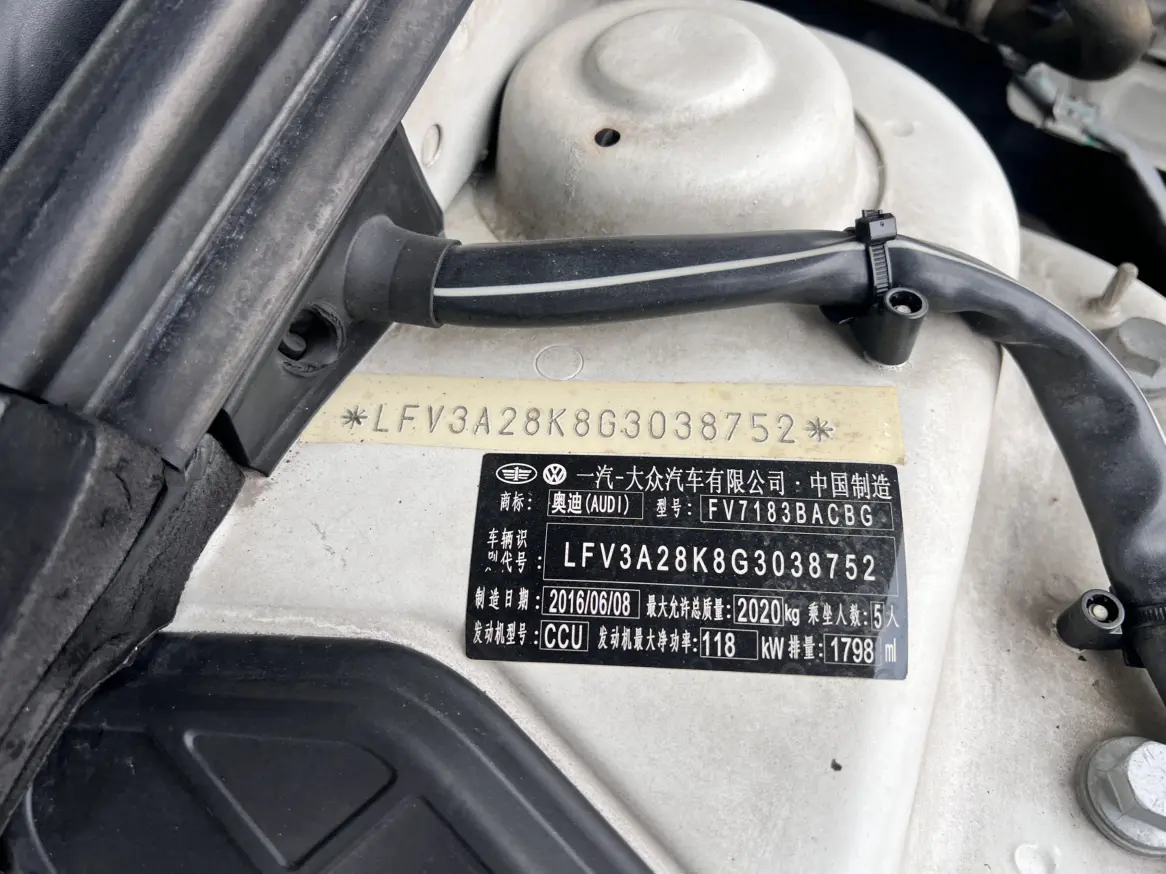 *LFV3A28K8G3038752*
一汽-大众汽车有限公司·中国制造
商标: 奥迪(AUDI) 型号: FV7183BACBG
车辆识别代号: LFV3A28K8G3038752
制造日期: 2016/06/08 最大允许总质量: 2020kg 乘坐人数: 5人
发动机型号: CCU 发动机最大净功率: 118 kW 排量: 1798 ml